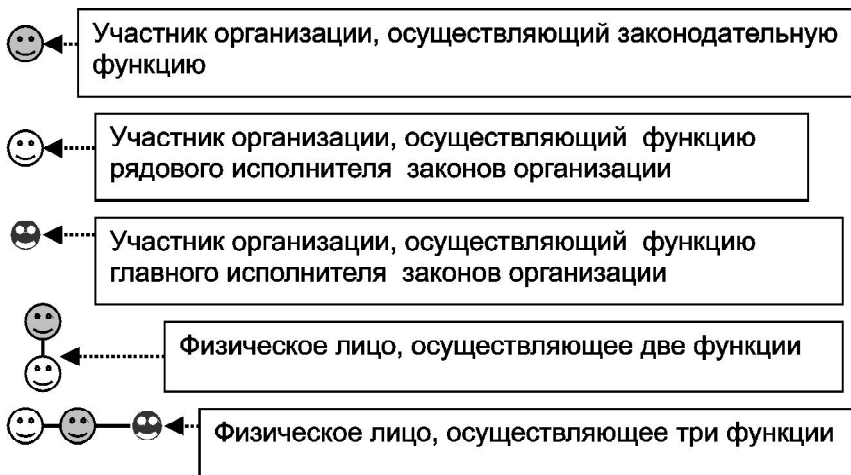 Участник организации, осуществляющий законодательную
функцию
Участник организации, осуществляющий функцию
рядового исполнителя законов организации
Участник организации, осуществляющий функцию
главного исполнителя законов организации
Физическое лицо, осуществляющее две функции
Физическое лицо, осуществляющее три функции